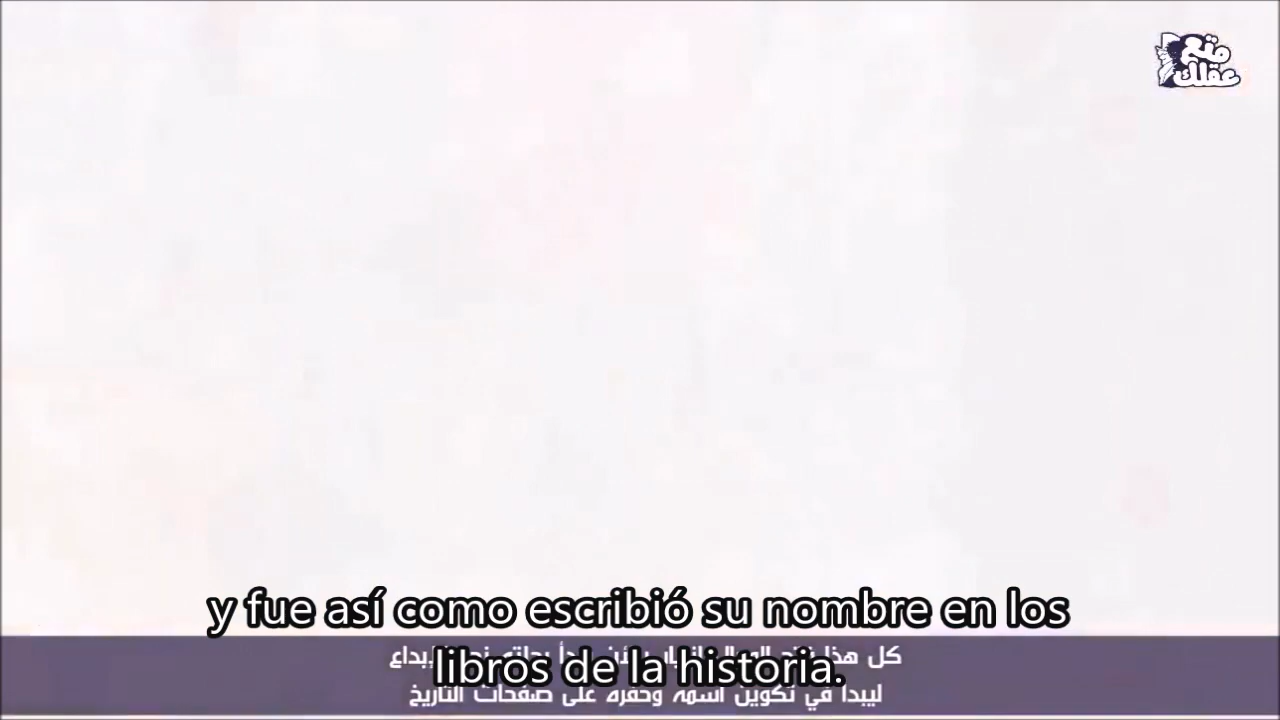 متع
عقلك
y fue así como escribió su nombre en los
libros de la historia.
كل هذا
ليبدأ في تكوين اسمه وحفره على صفحات التاريخ